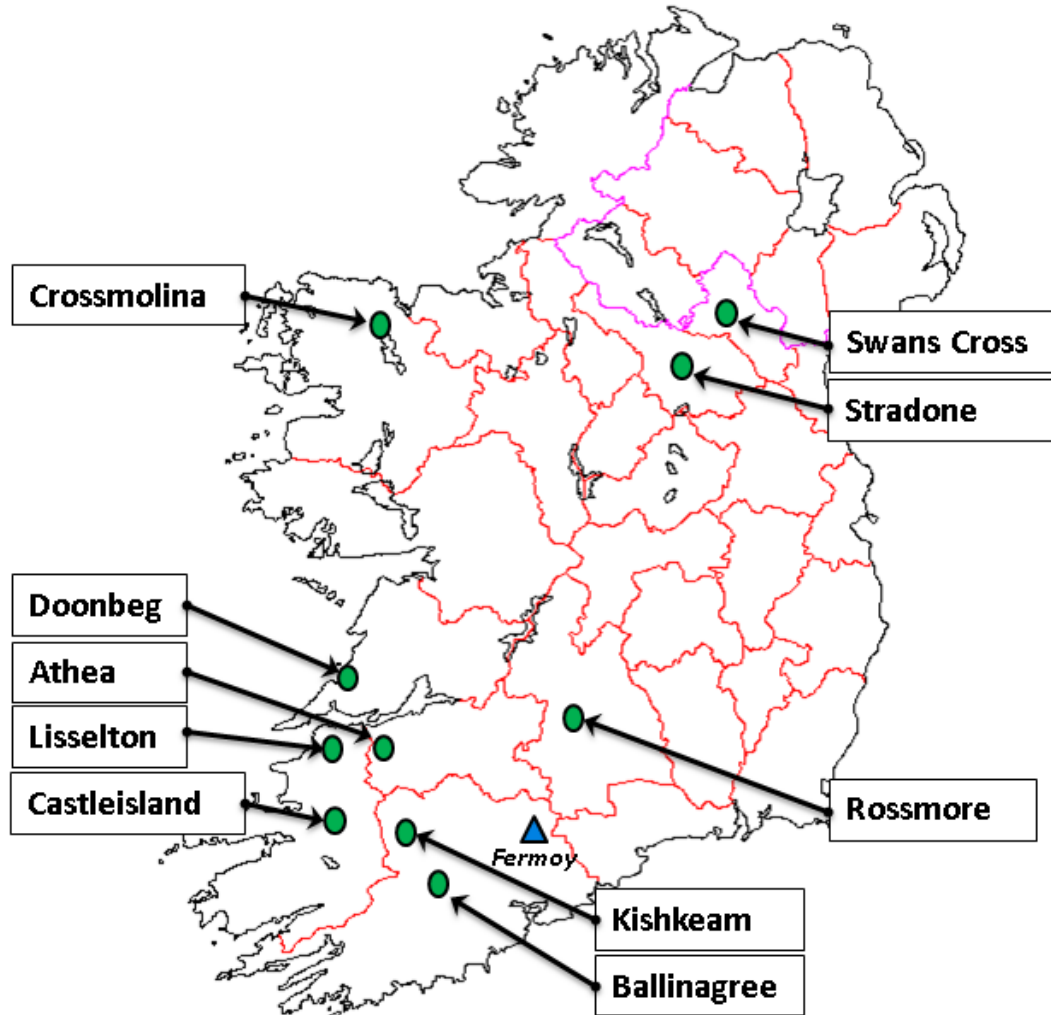 Crossmolina
Swans Cross
Stradone
Doonbeg
Athea
Lisselton
Castleisland
Rossmore
Fermoy
Kishkeam
Ballinagree